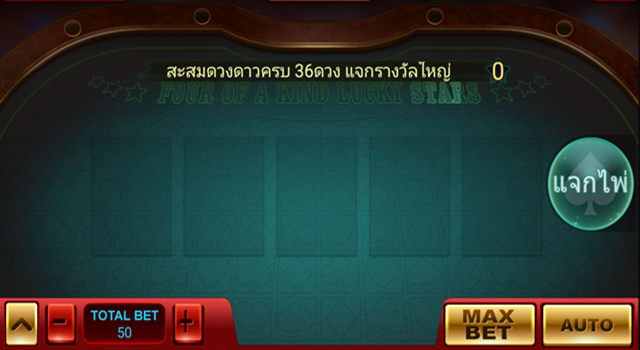 สะสมดวงดาวครบ 36ดวง แจกรางวัลใหญ่ 0
FOUR OF A KIND LUCKY STARS
แจกไพ่
TOTAL BET
50
MAX
BET
AUTO